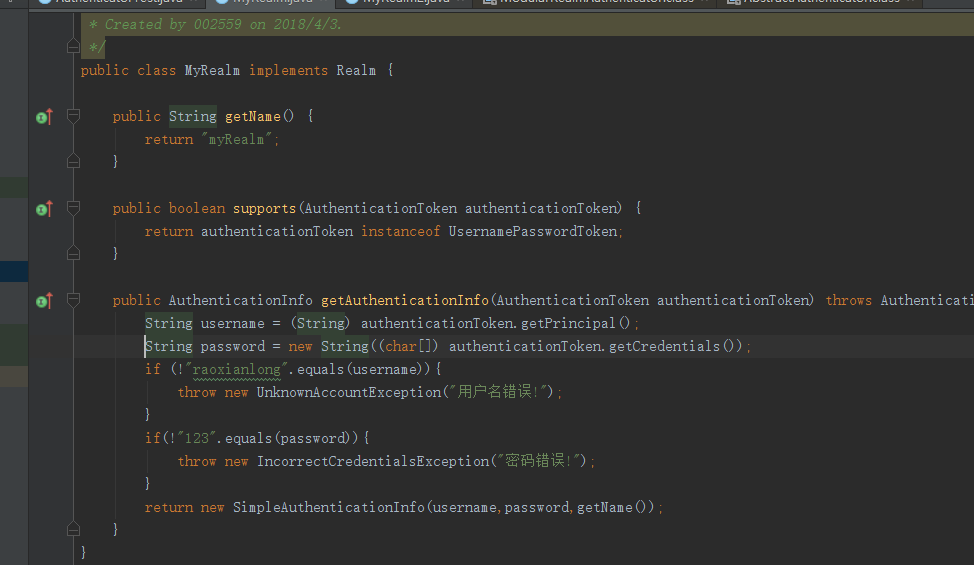 MyRealm.java
* Created by 002559 on 2018/4/3.
*/
public class MyRealm implements Realm {
public String getName() {
return "myRealm";
}
public boolean supports(AuthenticationToken authenticationToken) {
return authenticationToken instanceof UsernamePasswordToken;
}
public AuthenticationInfo getAuthenticationInfo(AuthenticationToken authenticationToken) throws Authenticati
String username = (String) authenticationToken.getPrincipal();
String password = new String((char[]) authenticationToken.getCredentials());
if (!"raoxianlong".equals(username)){
throw new UnknownAccountException("用户名错误!");
}
if(!"123".equals(password)){
throw new IncorrectCredentialsException("密码错误!");
}
return new SimpleAuthenticationInfo(username,password,getName());
}
}